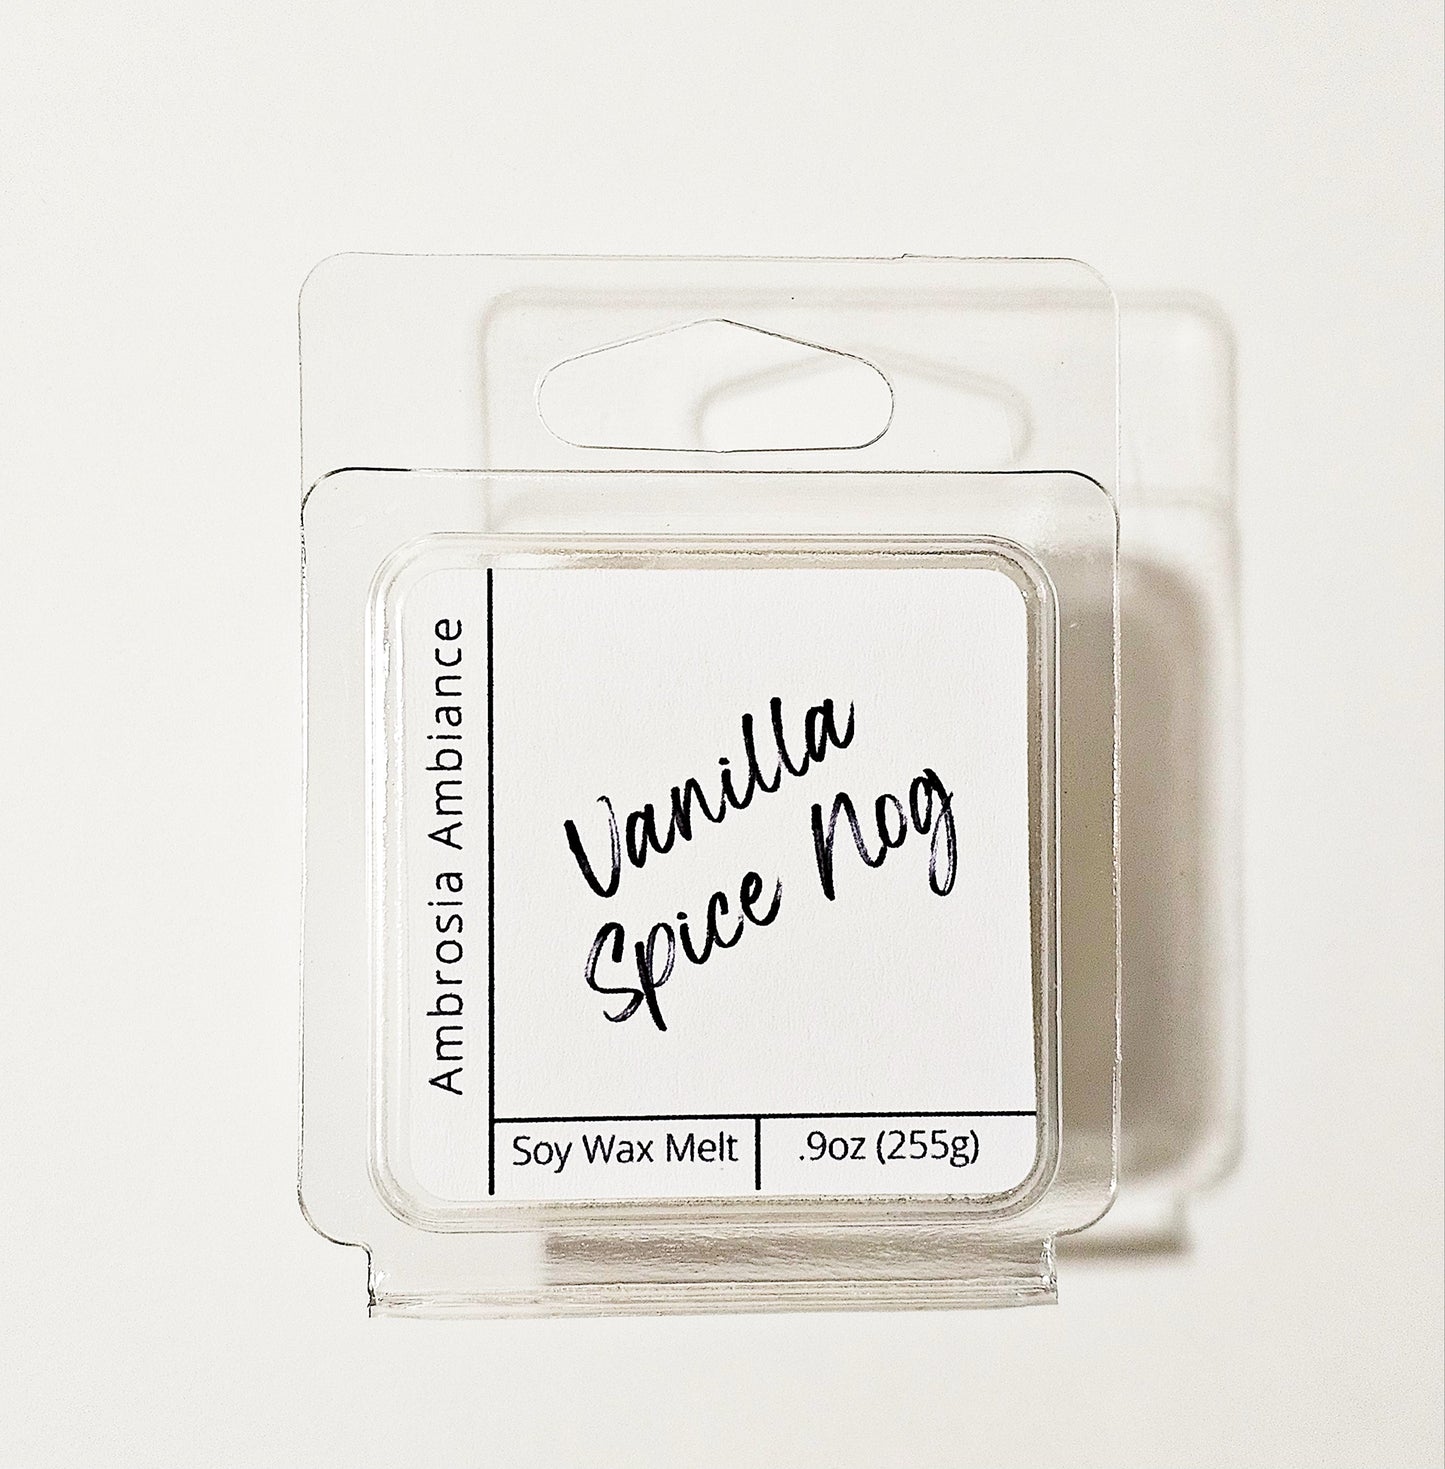 Ambrosia Ambiance
Vanilla
Spice Nog
Soy Wax Melt
.9oz (255g)